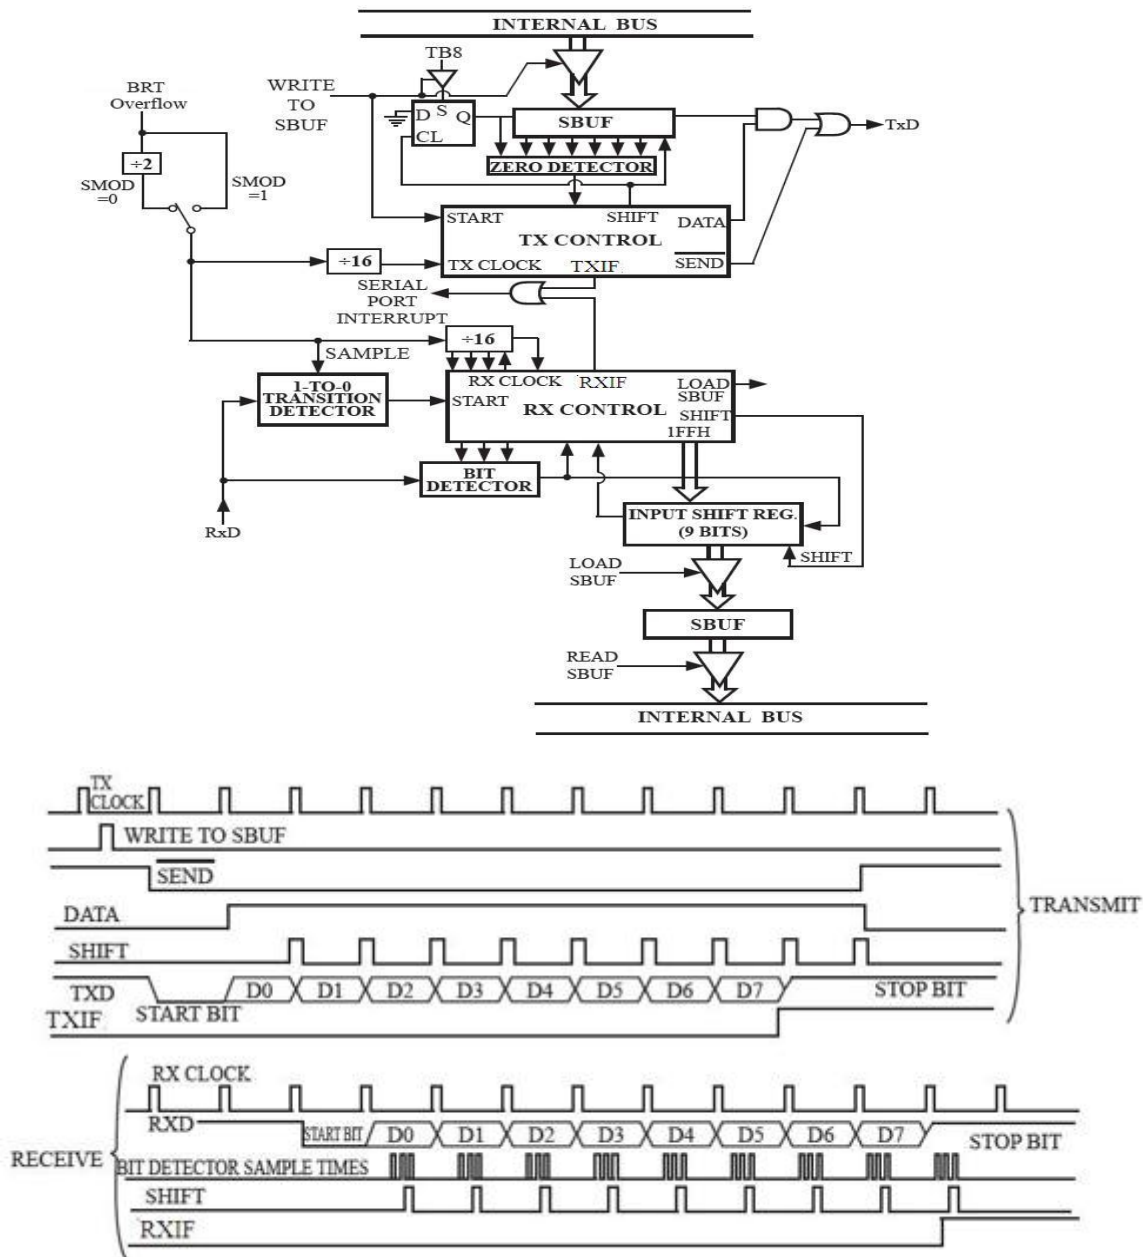 INTERNAL BUS
TB8
WRITE
TO
SBUF
BRT
Overflow
D S Q
CL
SBUF
TxD
÷2
ZERO DETECTOR
SMOD
=0
SMOD
=1
START
SHIFT
DATA
TX CONTROL
÷16
TX CLOCK
TXIF
SEND
SERIAL
PORT
INTERRUPT
÷16
SAMPLE
1-TO-0
TRANSITION
DETECTOR
RX CLOCK
RXIF
LOAD
SBUF
START
RX CONTROL
SHIFT
1FFH
BIT
DETECTOR
RxD
INPUT SHIFT REG.
(9 BITS)
SHIFT
LOAD
SBUF
SBUF
READ
SBUF
INTERNAL BUS
TX
CLOCK
WRITE TO SBUF
SEND
DATA
TRANSMIT
SHIFT
TXD
D0 D1 D2 D3 D4 D5 D6 D7
START BIT
STOP BIT
TXIF
RX CLOCK
RXD
START BIT D0 D1 D2 D3 D4 D5 D6 D7
STOP BIT
RECEIVE
BIT DETECTOR SAMPLE TIMES
SHIFT
RXIF